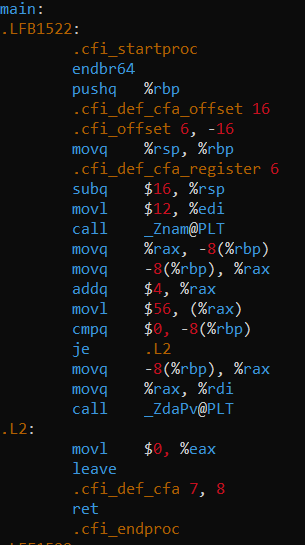 main:
.LFB1522:
.cfi_startproc
endbr64
pushq %rbp
.cfi_def_cfa_offset 16
.cfi_offset 6, -16
movq %rsp, %rbp
.cfi_def_cfa_register 6
subq $16, %rsp
movl $12, %edi
call _Znam@PLT
movq %rax, -8(%rbp)
movq -8(%rbp), %rax
addq $4, %rax
movl $56, (%rax)
cmpq $0, -8(%rbp)
je .L2
movq -8(%rbp), %rax
movq %rax, %rdi
call _ZdaPv@PLT
.L2:
movl $0, %eax
leave
.cfi_def_cfa 7, 8
ret
.cfi_endproc